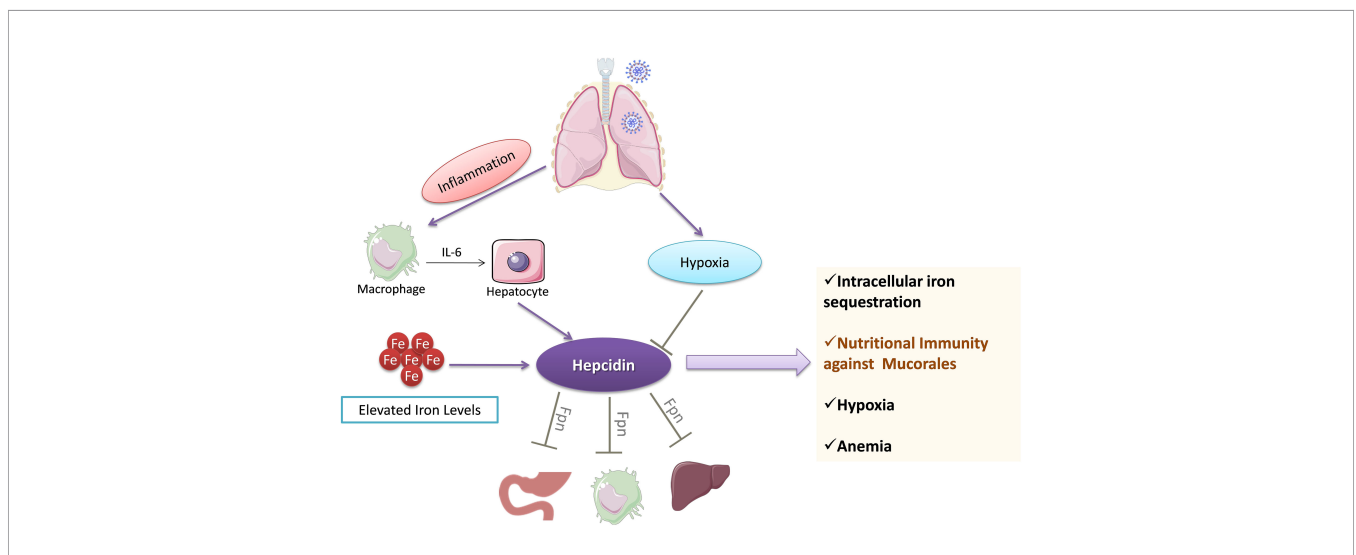 Inflammation
IL-6
Macrophage
Hepatocyte
Hypoxia
Fe Fe
Fe Fe Fe
Fe
Elevated Iron Levels
Hepcidin
Fpn
Fpn
Fpn
✓Intracellular iron
sequestration
✓Nutritional Immunity
against Mucorales
✓Hypoxia
✓Anemia